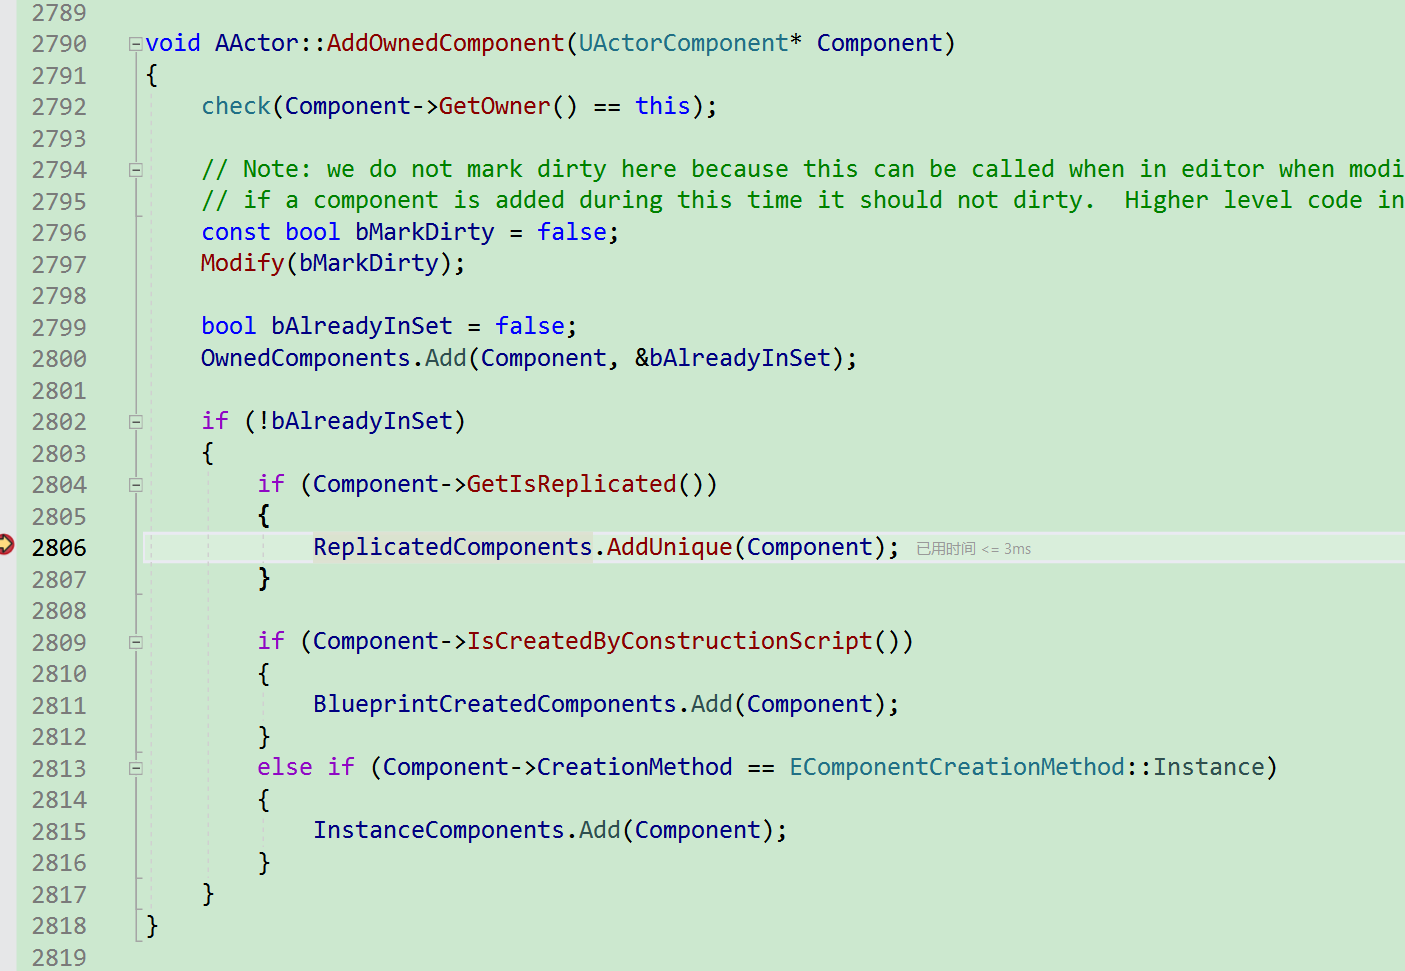 2789
2790 void AActor::AddOwnedComponent(UActorComponent* Component)
2791 {
2792 check(Component->GetOwner() == this);
2793
2794 // Note: we do not mark dirty here because this can be called when in editor when modi
2795 // if a component is added during this time it should not dirty.  Higher level code in
2796 const bool bMarkDirty = false;
2797 Modify(bMarkDirty);
2798
2799 bool bAlreadyInSet = false;
2800 OwnedComponents.Add(Component, &bAlreadyInSet);
2801
2802 if (!bAlreadyInSet)
2803 {
2804 if (Component->GetIsReplicated())
2805 {
2806 ReplicatedComponents.AddUnique(Component); 已用时间 <= 3ms
2807 }
2808
2809 if (Component->IsCreatedByConstructionScript())
2810 {
2811 BlueprintCreatedComponents.Add(Component);
2812 }
2813 else if (Component->CreationMethod == EComponentCreationMethod::Instance)
2814 {
2815 InstanceComponents.Add(Component);
2816 }
2817 }
2818 }
2819